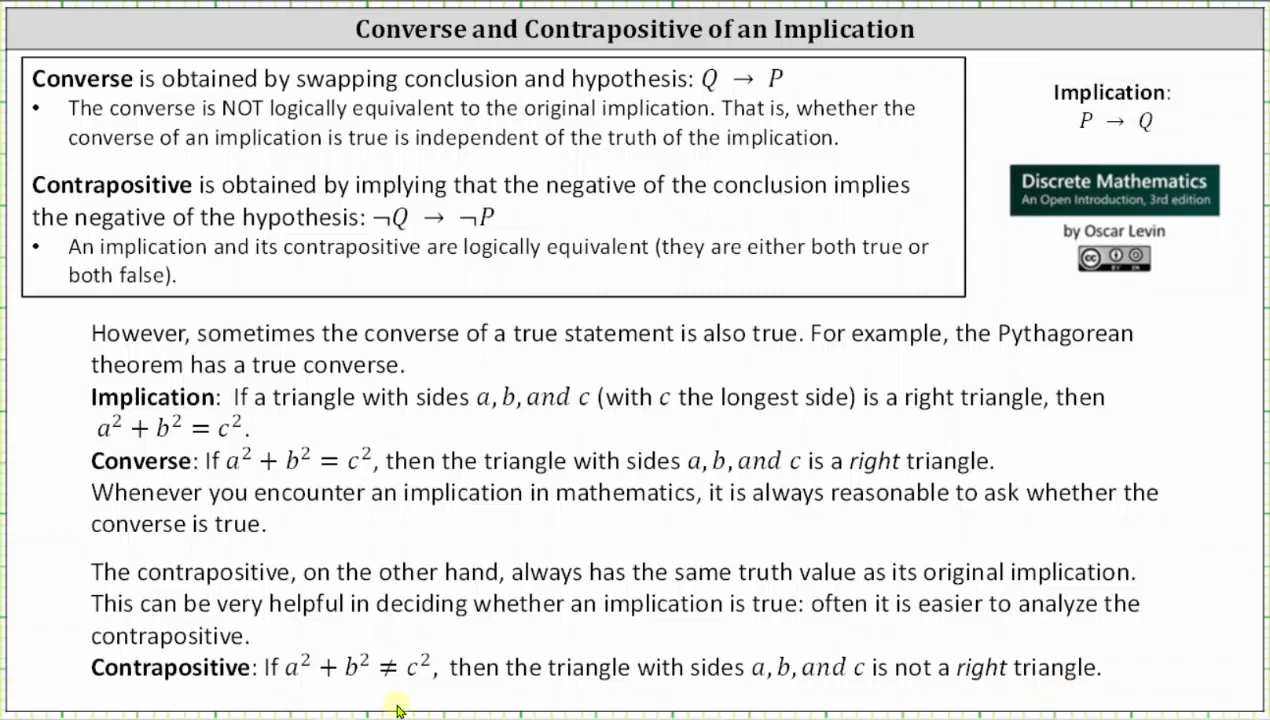 Converse and Contrapositive of an Implication
Converse is obtained by swapping conclusion and hypothesis: Q → P
• The converse is NOT logically equivalent to the original implication. That is, whether the
converse of an implication is true is independent of the truth of the implication.
Contrapositive is obtained by implying that the negative of the conclusion implies
the negative of the hypothesis: ¬Q → ¬P
• An implication and its contrapositive are logically equivalent (they are either both true or
both false).
Implication:
P → Q
Discrete Mathematics
An Open Introduction, 3rd edition
by Oscar Levin
cc
However, sometimes the converse of a true statement is also true. For example, the Pythagorean
theorem has a true converse.
Implication: If a triangle with sides a, b, and c (with c the longest side) is a right triangle, then
a² + b² = c².
Converse: If a² + b² = c², then the triangle with sides a, b, and c is a right triangle.
Whenever you encounter an implication in mathematics, it is always reasonable to ask whether the
converse is true.
The contrapositive, on the other hand, always has the same truth value as its original implication.
This can be very helpful in deciding whether an implication is true: often it is easier to analyze the
contrapositive.
Contrapositive: If a² + b² ≠ c², then the triangle with sides a, b, and c is not a right triangle.